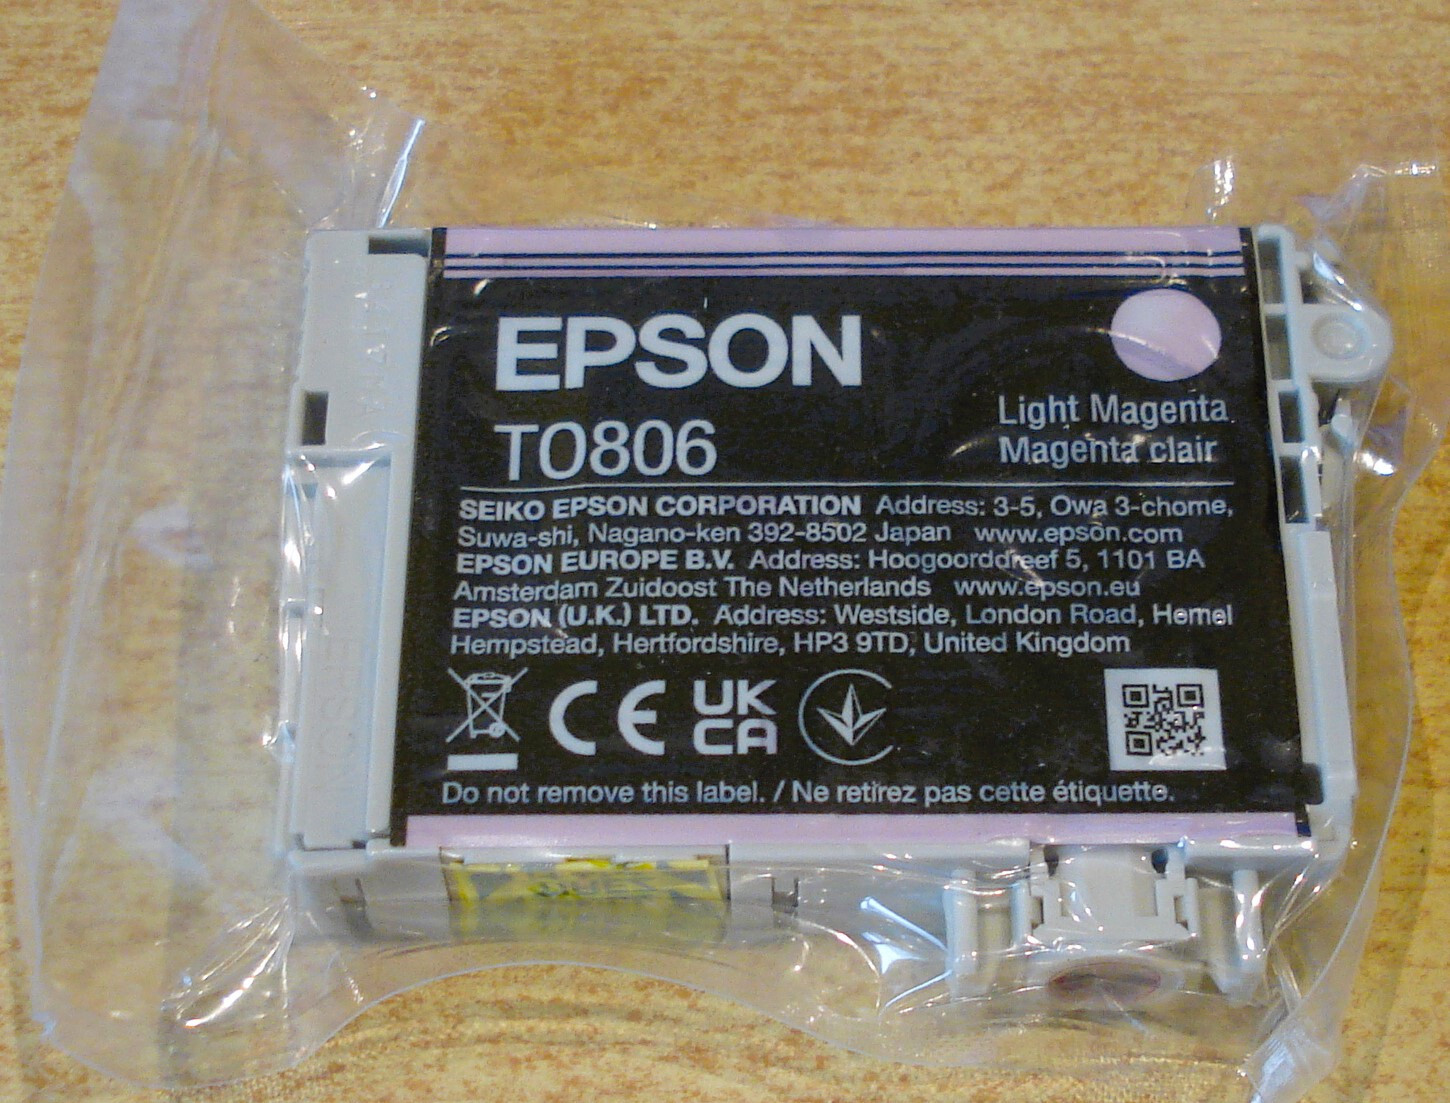 EPSON
T0806
Light Magenta
Magenta clair
SEIKO EPSON CORPORATION Address: 3-5, Owa 3-chome,
Suwa-shi, Nagano-ken 392-8502 Japan www.epson.com
EPSON EUROPE B.V. Address: Hoogoorddreef 5, 1101 BA
Amsterdam Zuidoost The Netherlands www.epson.eu
EPSON (U.K.) LTD. Address: Westside, London Road, Hemel
Hempstead, Hertfordshire, HP3 9TD, United Kingdom
CE UK
CA
Do not remove this label. / Ne retirez pas cette étiquette.
EPSON